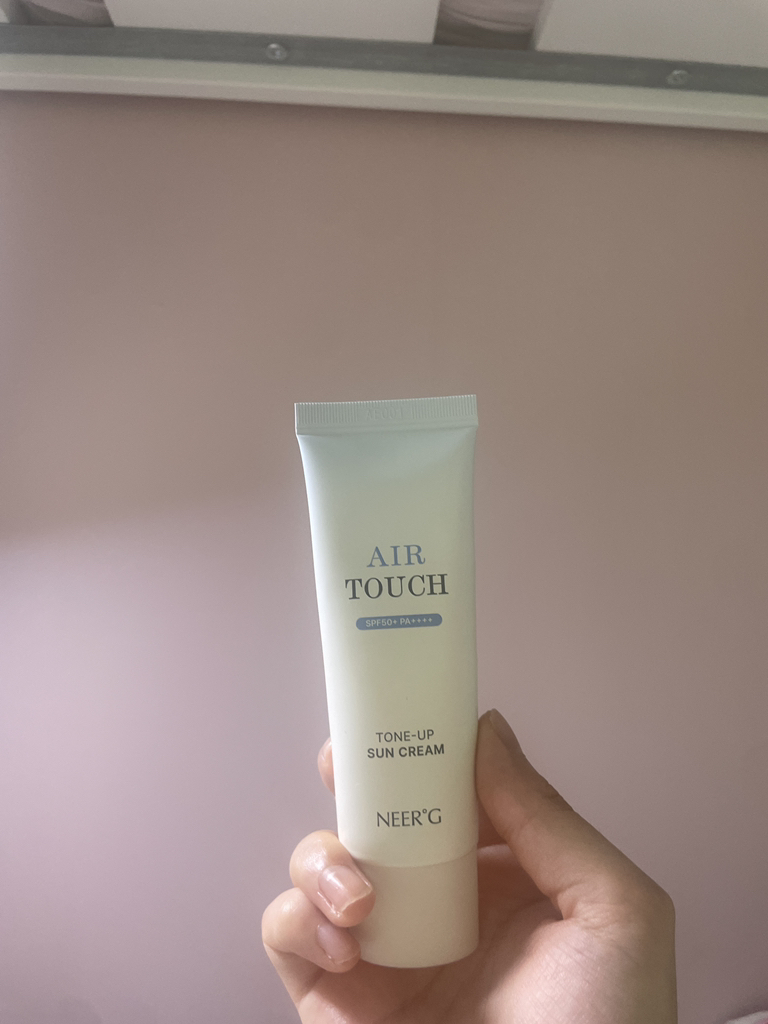 AIR
TOUCH
SPF50+ PA++++
TONE-UP
SUN CREAM
NEER°G